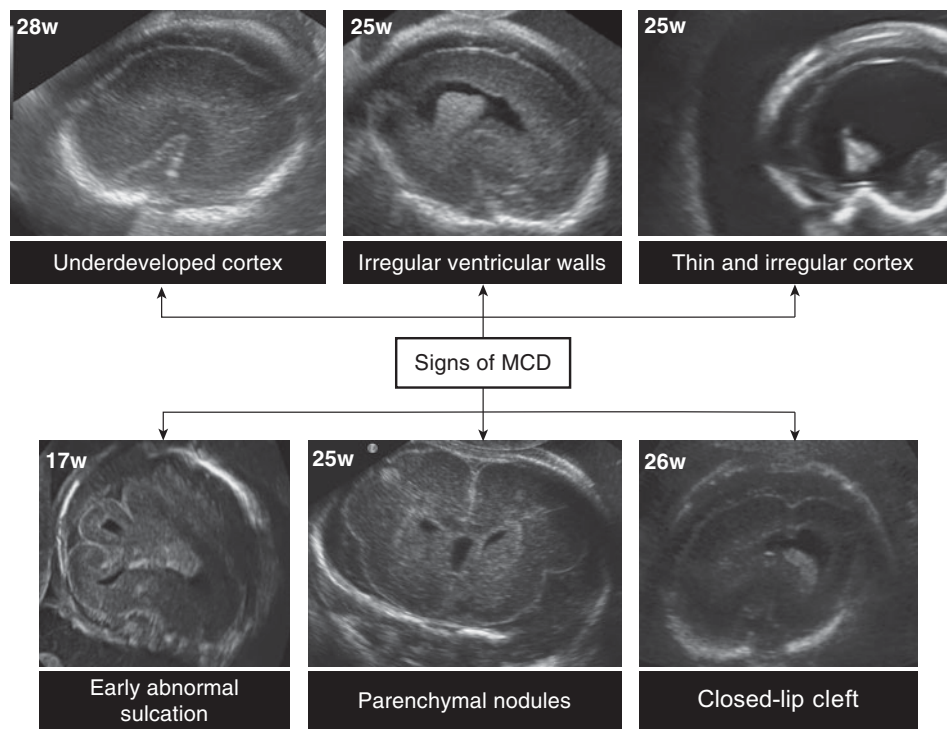 28w
25w
25w
Underdeveloped cortex
Irregular ventricular walls
Thin and irregular cortex
Signs of MCD
17w
25w
26w
Early abnormal
sulcation
Parenchymal nodules
Closed-lip cleft